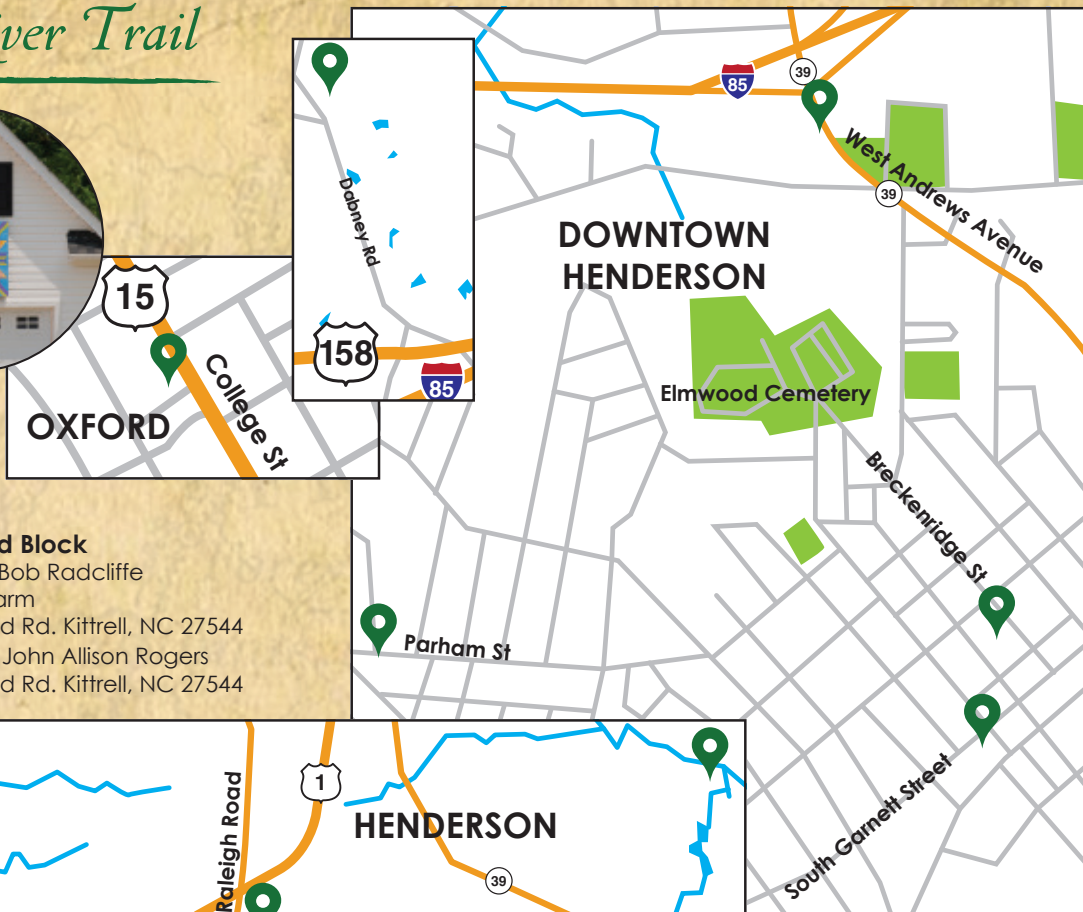 ver Trail
85
39
West Andrews Avenue
39
Dabney Rd
DOWNTOWN
HENDERSON
15
158
85
College St
OXFORD
Elmwood Cemetery
Breckenridge St
d Block
Bob Radcliffe
arm
d Rd. Kittrell, NC 27544
John Allison Rogers
d Rd. Kittrell, NC 27544
Parham St
South Garnett Street
1
Raleigh Road
HENDERSON
39